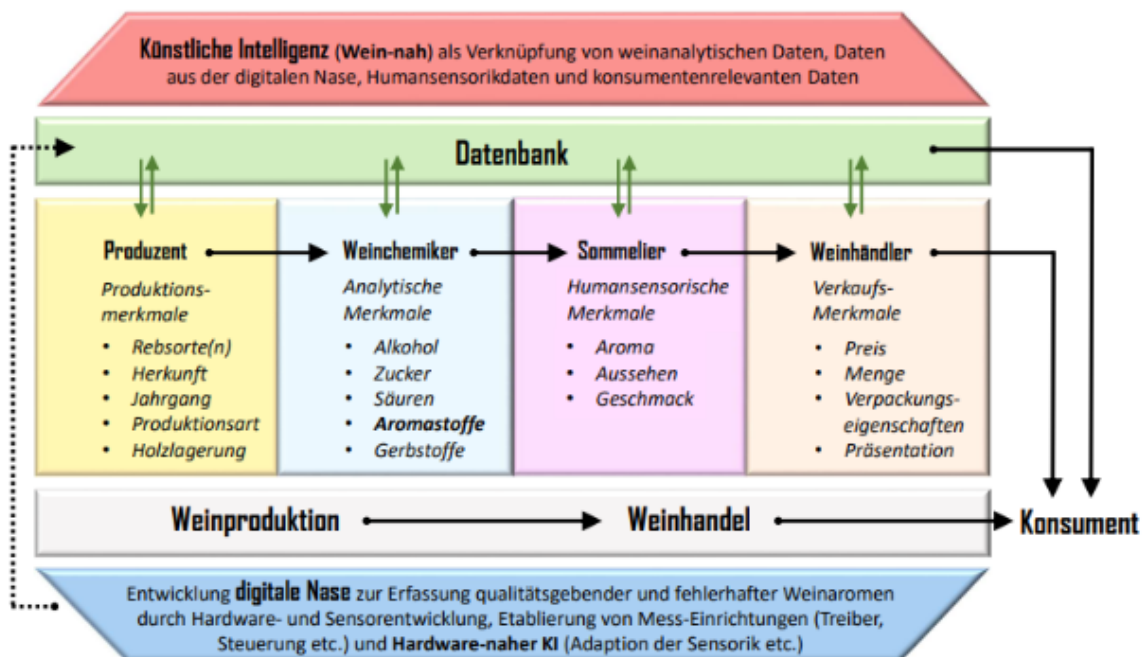 Künstliche Intelligenz (Wein-nah) als Verknüpfung von weinanalytischen Daten, Daten
aus der digitalen Nase, Humansensorikdaten und konsumentenrelevanten Daten
Datenbank
Produzent
Produktions-
merkmale
• Rebsorte(n)
• Herkunft
• Jahrgang
• Produktionsart
• Holzlagerung
Weinchemiker
Analytische
Merkmale
• Alkohol
• Zucker
• Säuren
• Aromastoffe
• Gerbstoffe
Sommelier
Humansensorische
Merkmale
• Aroma
• Aussehen
• Geschmack
Weinhändler
Verkaufs-
Merkmale
• Preis
• Menge
• Verpackungs-
eigenschaften
• Präsentation
Weinproduktion
Weinhandel
Konsument
Entwicklung digitale Nase zur Erfassung qualitätsgebender und fehlerhafter Weinaromen
durch Hardware- und Sensorentwicklung, Etablierung von Mess-Einrichtungen (Treiber,
Steuerung etc.) und Hardware-naher KI (Adaption der Sensorik etc.)